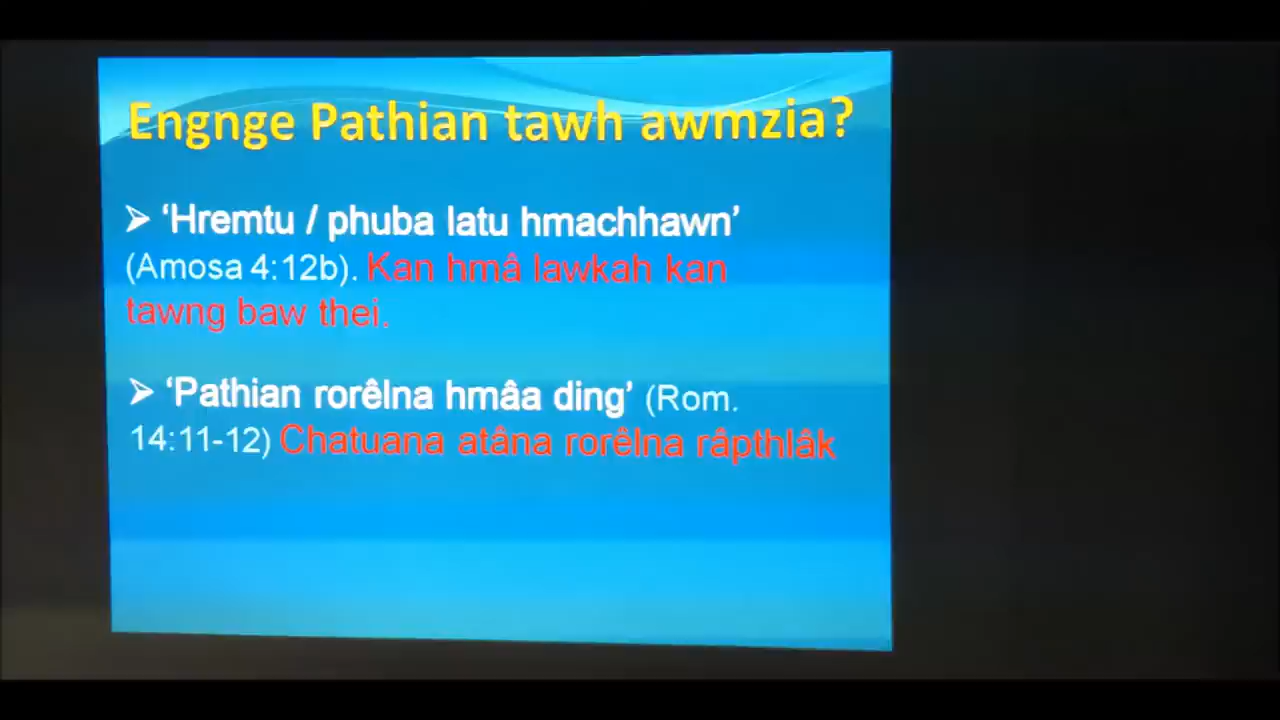 Engnge Pathian tawh awmzia?
➢ ‘Hremtu / phuba latu hmachhawn’
(Amosa 4:12b). Kan hmâ lawkah kan
tawng baw thei.
➢ ‘Pathian rorêlna hmâa ding’ (Rom.
14:11-12) Chatuana atâna rorêlna râpthlâk